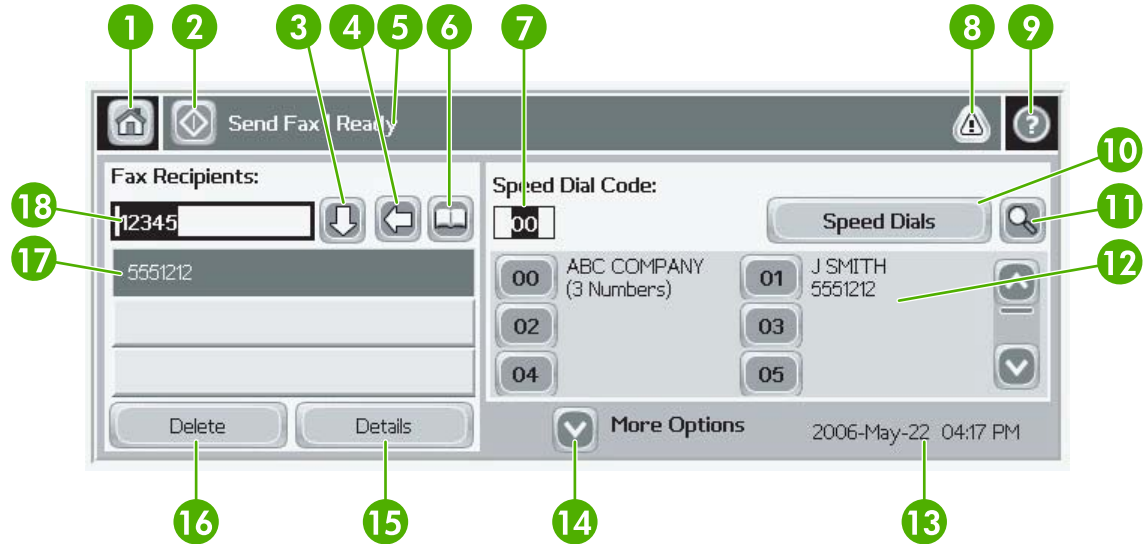 1 2 3 4 5 6 7 8 9
Send Fax | Ready
10
Fax Recipients:
Speed Dial Code:
18 12345
00
Speed Dials
11
17 5551212
00 ABC COMPANY
(3 Numbers)
01 J SMITH
5551212
12
02 03
04 05
Delete Details
More Options
2006-May-22 04:17 PM
16 15 14 13